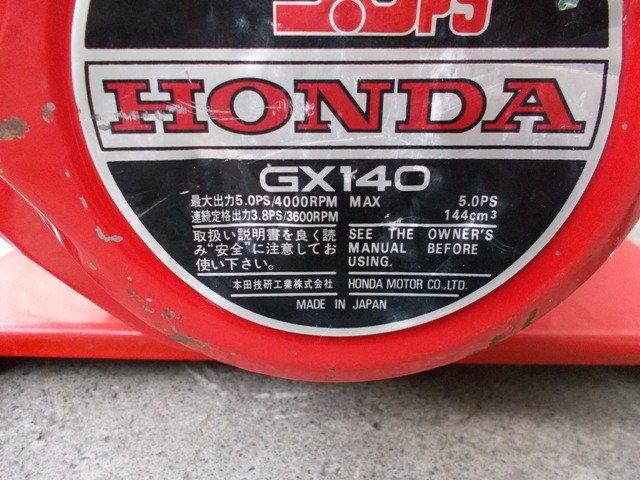 5.0PS
HONDA
GX140
最大出力5.0PS/4000RPM MAX 5.0PS
連続定格出力3.8PS/3600RPM 144cm³
取扱い説明書を良く読
み"安全"に注意してお
使い下さい。
SEE THE OWNER'S
MANUAL BEFORE
USING.
本田技研工業株式会社 HONDA MOTOR CO.,LTD.
MADE IN JAPAN